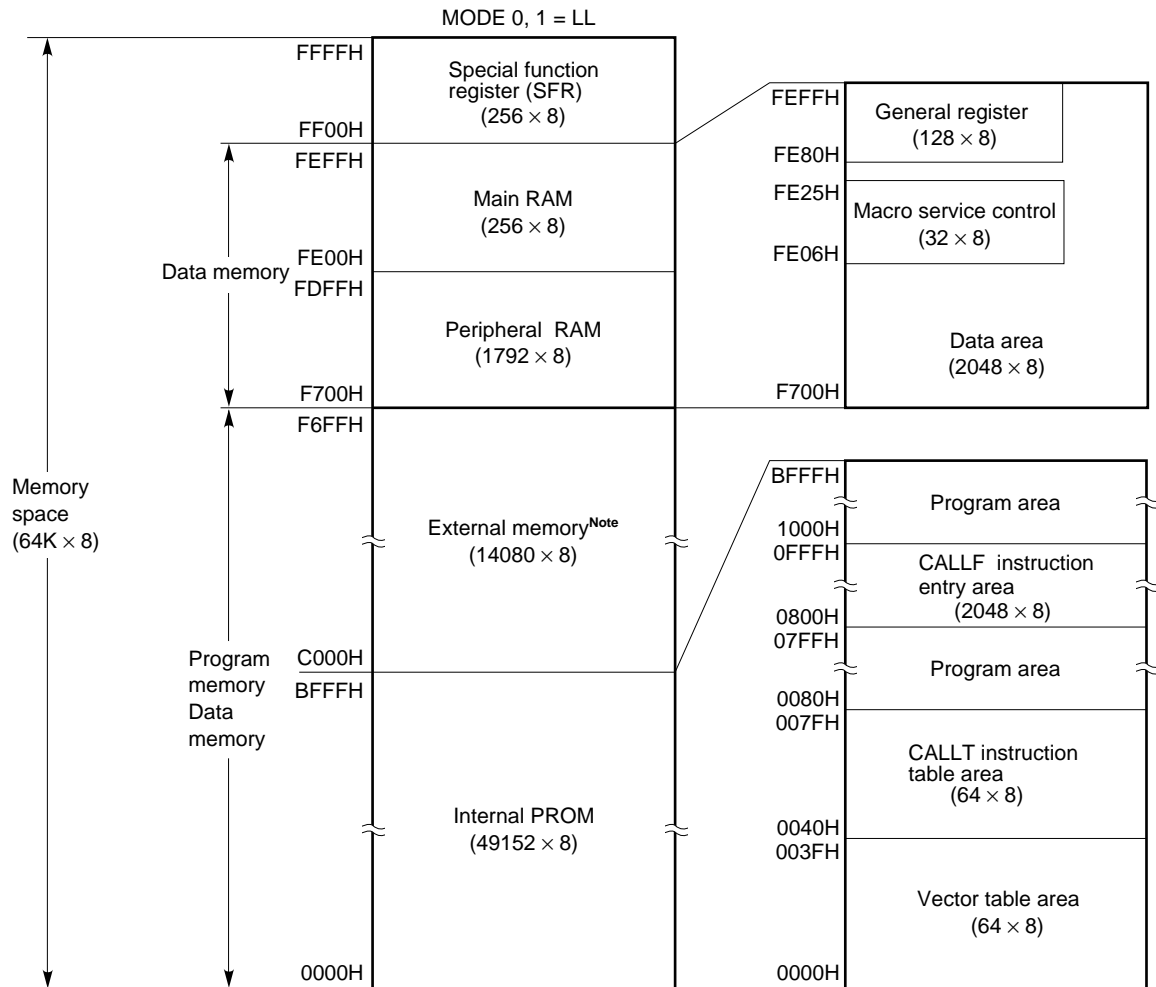 MODE 0, 1 = LL
Memory
space
(64K × 8)
Data memory
Program
memory
Data
memory
FFFFH
Special function
register (SFR)
(256 × 8)
FF00H
FEFFH
Main RAM
(256 × 8)
FE00H
FDFFH
Peripheral RAM
(1792 × 8)
F700H
F6FFH
External memoryNote
(14080 × 8)
C000H
BFFFH
Internal PROM
(49152 × 8)
0000H
FEFFH
General register
(128 × 8)
FE80H
FE25H
Macro service control
(32 × 8)
FE06H
Data area
(2048 × 8)
F700H
BFFFH
Program area
1000H
0FFFH
CALLF instruction
entry area
(2048 × 8)
0800H
07FFH
Program area
0080H
007FH
CALLT instruction
table area
(64 × 8)
0040H
003FH
Vector table area
(64 × 8)
0000H